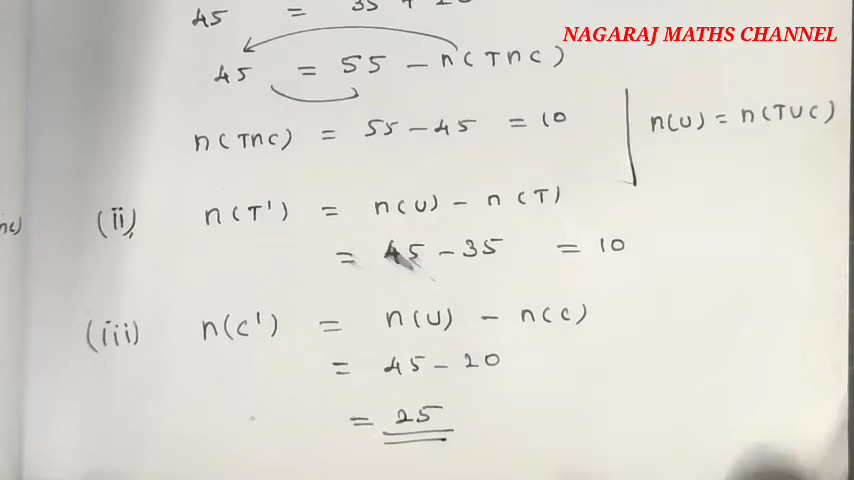 NAGARAJ MATHS CHANNEL
45 = 35 + 20
45 = 55 - n(T∩C)
n(T∩C) = 55 - 45 = 10
n(U) = n(T∪C)
(ii) n(T') = n(U) - n(T)
= 45 - 35 = 10
(iii) n(C') = n(U) - n(C)
= 45 - 20
= 25